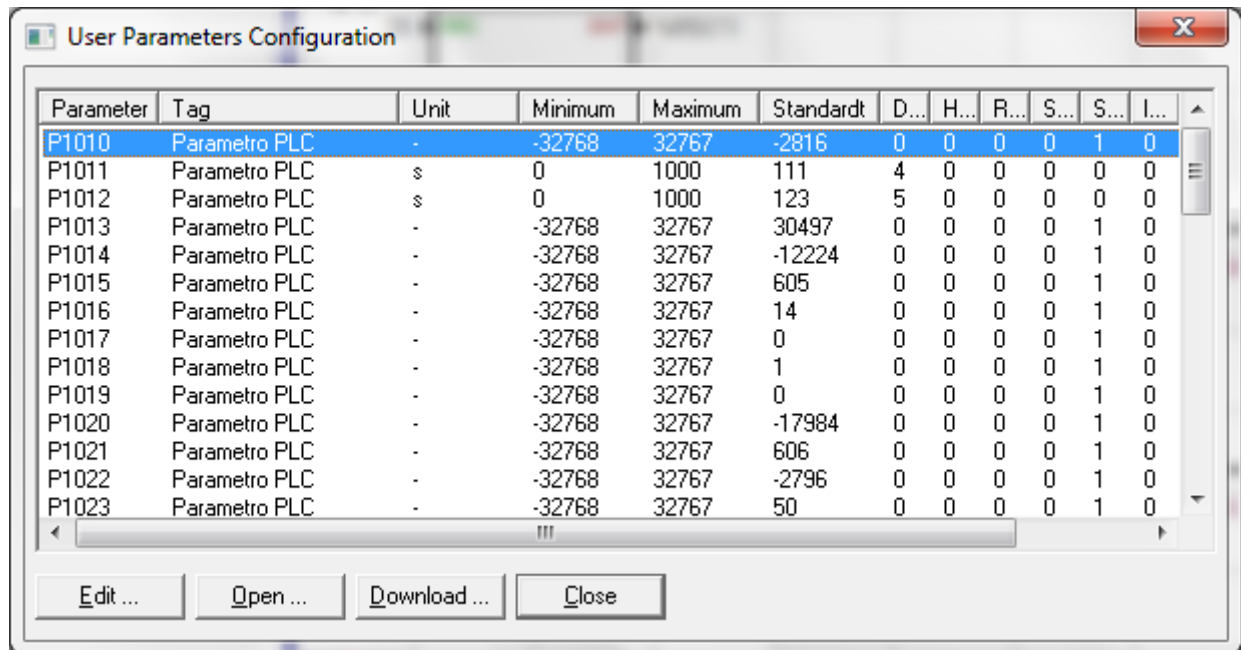 User Parameters Configuration
Parameter Tag Unit Minimum Maximum Standardt D... H... R... S... S... I...
P1010 Parametro PLC - -32768 32767 -2816 0 0 0 0 1 0
P1011 Parametro PLC s 0 1000 111 4 0 0 0 0 0
P1012 Parametro PLC s 0 1000 123 5 0 0 0 0 0
P1013 Parametro PLC - -32768 32767 30497 0 0 0 0 1 0
P1014 Parametro PLC - -32768 32767 -12224 0 0 0 0 1 0
P1015 Parametro PLC - -32768 32767 605 0 0 0 0 1 0
P1016 Parametro PLC - -32768 32767 14 0 0 0 0 1 0
P1017 Parametro PLC - -32768 32767 0 0 0 0 0 1 0
P1018 Parametro PLC - -32768 32767 1 0 0 0 0 1 0
P1019 Parametro PLC - -32768 32767 0 0 0 0 0 1 0
P1020 Parametro PLC - -32768 32767 -17984 0 0 0 0 1 0
P1021 Parametro PLC - -32768 32767 606 0 0 0 0 1 0
P1022 Parametro PLC - -32768 32767 -2796 0 0 0 0 1 0
P1023 Parametro PLC - -32768 32767 50 0 0 0 0 1 0
Edit ... Open ... Download ... Close